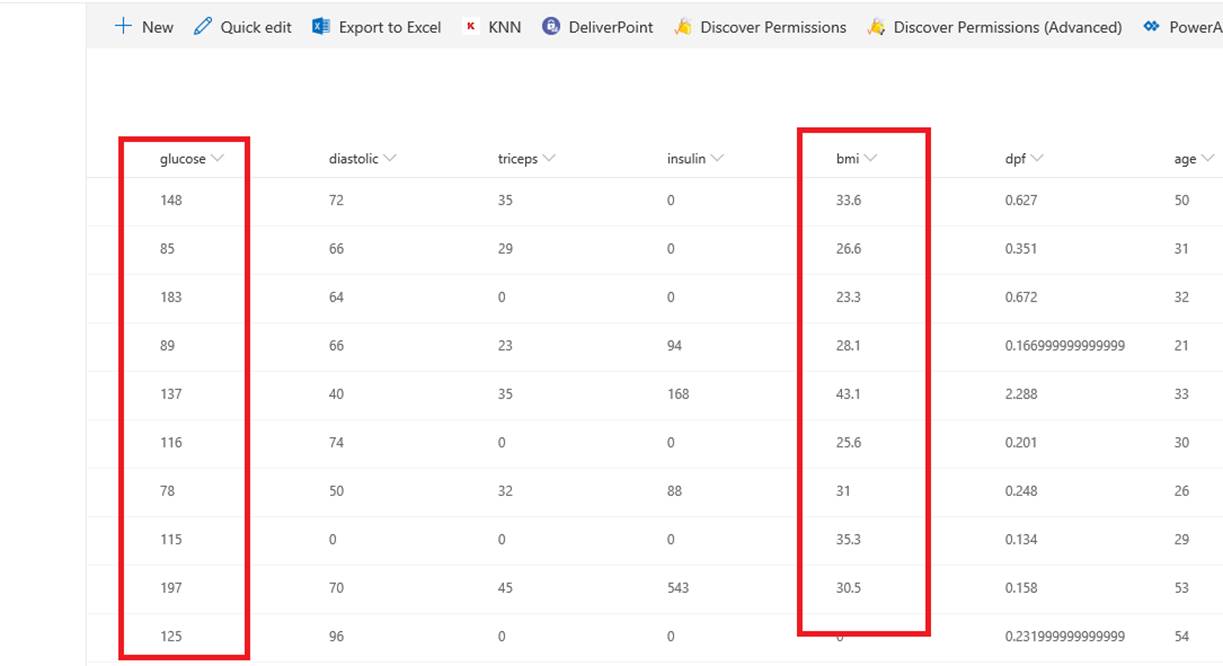 New Quick edit Export to Excel K KNN DeliverPoint Discover Permissions Discover Permissions (Advanced) PowerA
glucose diastolic triceps insulin bmi dpf age
148 72 35 0 33.6 0.627 50
85 66 29 0 26.6 0.351 31
183 64 0 0 23.3 0.672 32
89 66 23 94 28.1 0.166999999999999 21
137 40 35 168 43.1 2.288 33
116 74 0 0 25.6 0.201 30
78 50 32 88 31 0.248 26
115 0 0 0 35.3 0.134 29
197 70 45 543 30.5 0.158 53
125 96 0 0 0.231999999999999 54